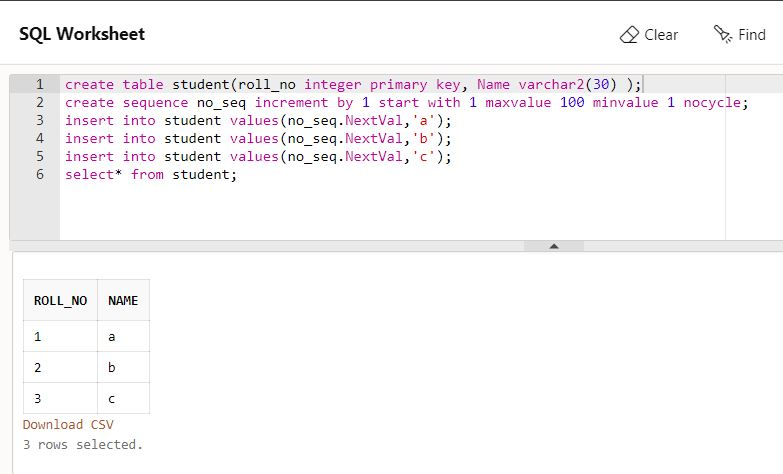 SQL Worksheet
Clear
Find
1 create table student(roll_no integer primary key, Name varchar2(30) );
2 create sequence no_seq increment by 1 start with 1 maxvalue 100 minvalue 1 nocycle;
3 insert into student values(no_seq.NextVal,'a');
4 insert into student values(no_seq.NextVal,'b');
5 insert into student values(no_seq.NextVal,'c');
6 select* from student;
ROLL_NO NAME
1 a
2 b
3 c
Download CSV
3 rows selected.